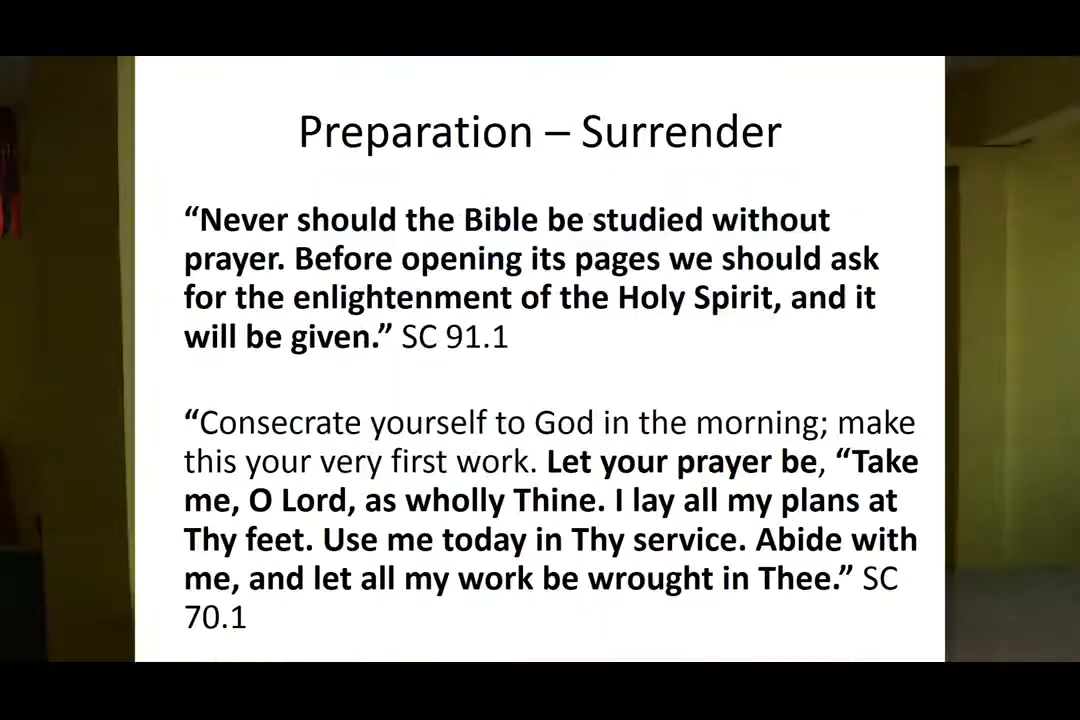 Preparation – Surrender
“Never should the Bible be studied without
prayer. Before opening its pages we should ask
for the enlightenment of the Holy Spirit, and it
will be given.” SC 91.1
“Consecrate yourself to God in the morning; make
this your very first work. Let your prayer be, “Take
me, O Lord, as wholly Thine. I lay all my plans at
Thy feet. Use me today in Thy service. Abide with
me, and let all my work be wrought in Thee.” SC
70.1